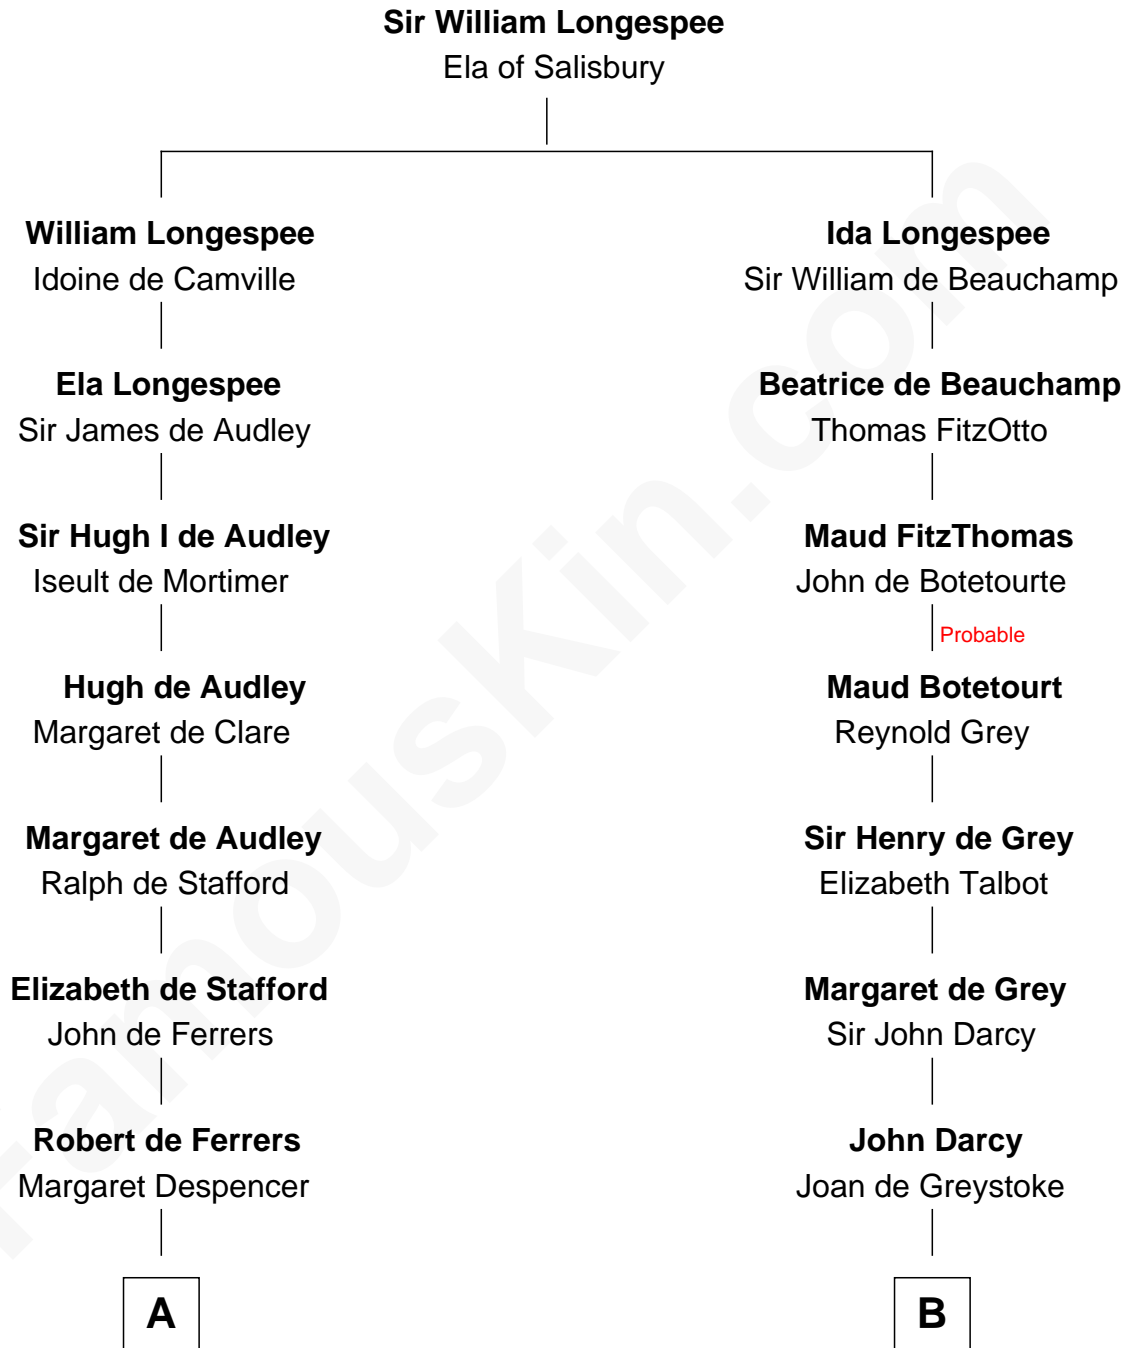 Sir William Longespee
Ela of Salisbury
William Longespee
Idoine de Camville
Ida Longespee
Sir William de Beauchamp
Ela Longespee
Sir James de Audley
Beatrice de Beauchamp
Thomas FitzOtto
Sir Hugh I de Audley
Iseult de Mortimer
Maud FitzThomas
John de Botetourte
Probable
Hugh de Audley
Margaret de Clare
Maud Botetourt
Reynold Grey
Margaret de Audley
Ralph de Stafford
Sir Henry de Grey
Elizabeth Talbot
Elizabeth de Stafford
John de Ferrers
Margaret de Grey
Sir John Darcy
Robert de Ferrers
Margaret Despencer
John Darcy
Joan de Greystoke
A
B
FamousKin.com